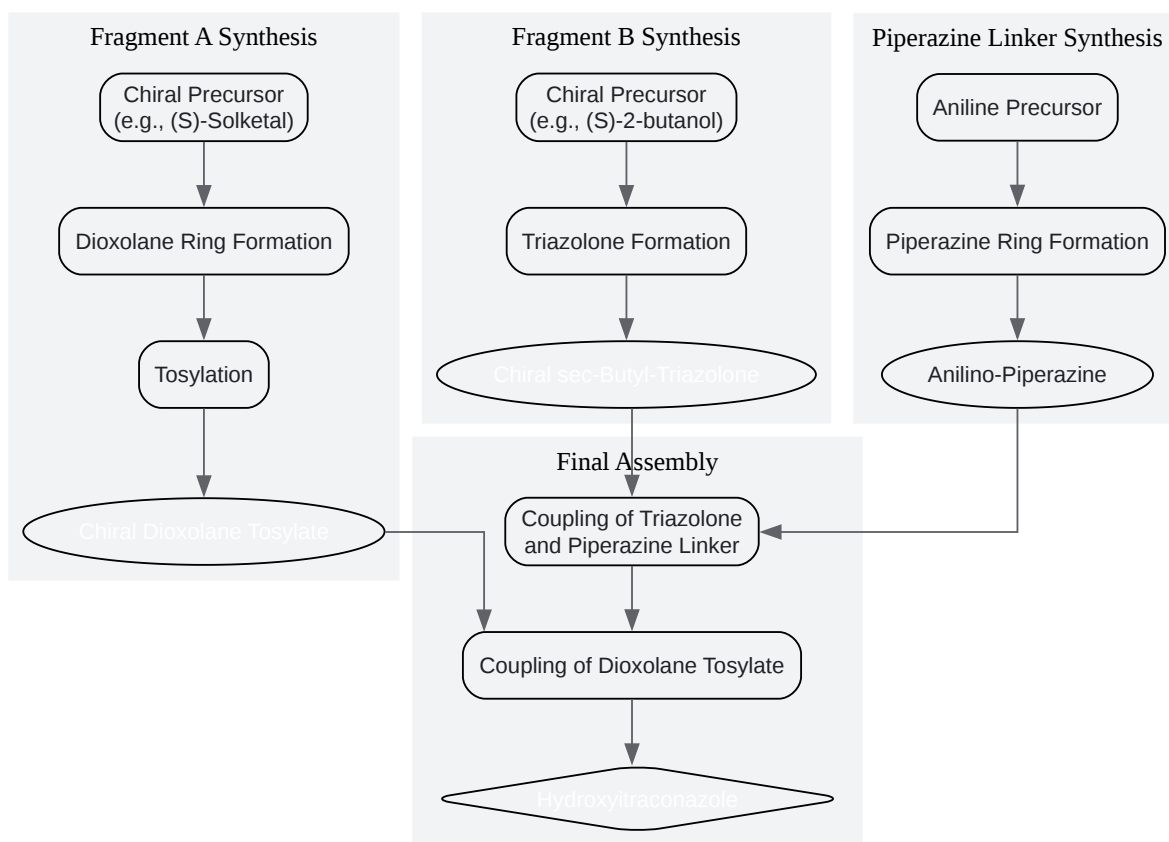 Fragment A Synthesis
Chiral Precursor
(e.g., (S)-Solketal)
Dioxolane Ring Formation
Tosylation
Chiral Dioxolane Tosylate
Fragment B Synthesis
Chiral Precursor
(e.g., (S)-2-butanol)
Triazolone Formation
Chiral sec-Butyl-Triazolone
Piperazine Linker Synthesis
Aniline Precursor
Piperazine Ring Formation
Anilino-Piperazine
Final Assembly
Coupling of Triazolone
and Piperazine Linker
Coupling of Dioxolane Tosylate
Hydroxyitraconazole